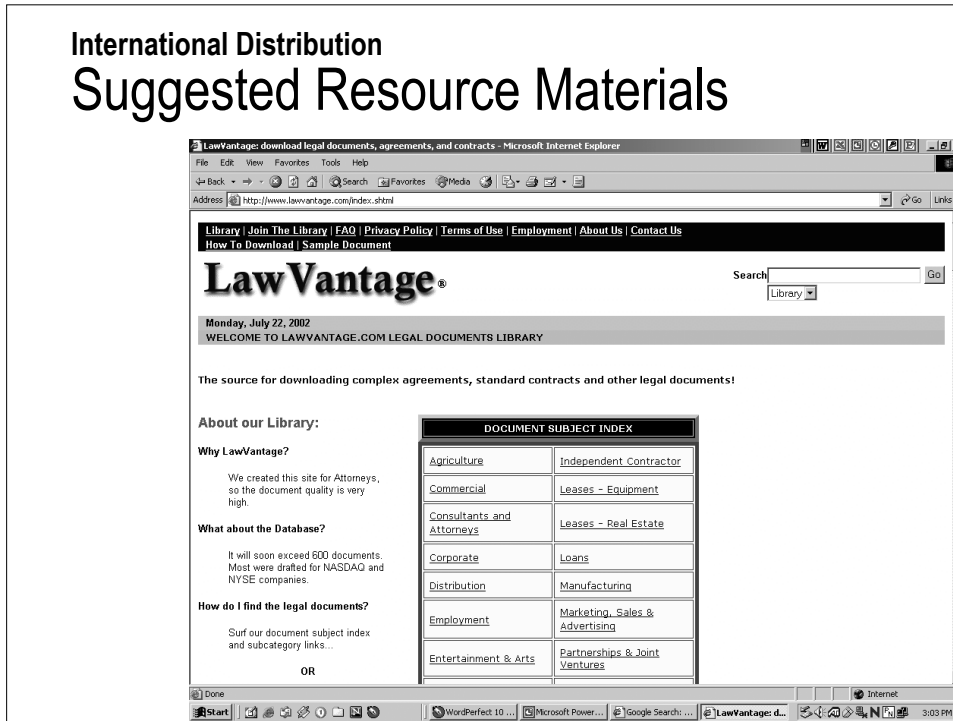 International Distribution
Suggested Resource Materials
LawVantage: download legal documents, agreements, and contracts - Microsoft Internet Explorer
File Edit View Favorites Tools Help
Back Search Favorites Media
Address http://www.lawvantage.com/index.shtml Go Links
Library | Join The Library | FAQ | Privacy Policy | Terms of Use | Employment | About Us | Contact Us
How To Download | Sample Document
LawVantage®
Search Go
Library
Monday, July 22, 2002
WELCOME TO LAWVANTAGE.COM LEGAL DOCUMENTS LIBRARY
The source for downloading complex agreements, standard contracts and other legal documents!
About our Library:
Why LawVantage?
We created this site for Attorneys,
so the document quality is very
high.
What about the Database?
It will soon exceed 600 documents.
Most were drafted for NASDAQ and
NYSE companies.
How do I find the legal documents?
Surf our document subject index
and subcategory links...
OR
DOCUMENT SUBJECT INDEX
Agriculture
Independent Contractor
Commercial
Leases - Equipment
Consultants and
Attorneys
Leases - Real Estate
Corporate
Loans
Distribution
Manufacturing
Employment
Marketing, Sales &
Advertising
Entertainment & Arts
Partnerships & Joint
Ventures
Done Internet
Start WordPerfect 10 ... Microsoft Power... Google Search: ... LawVantage: d... 3:03 PM